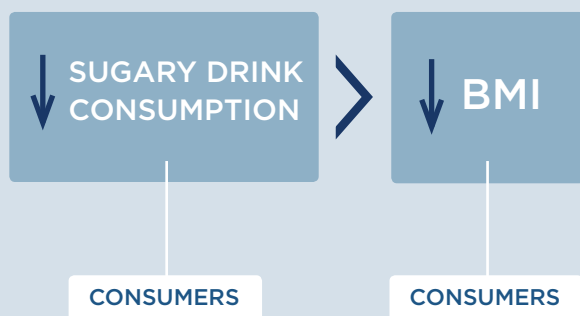 SUGARY DRINK
CONSUMPTION
BMI
CONSUMERS
CONSUMERS